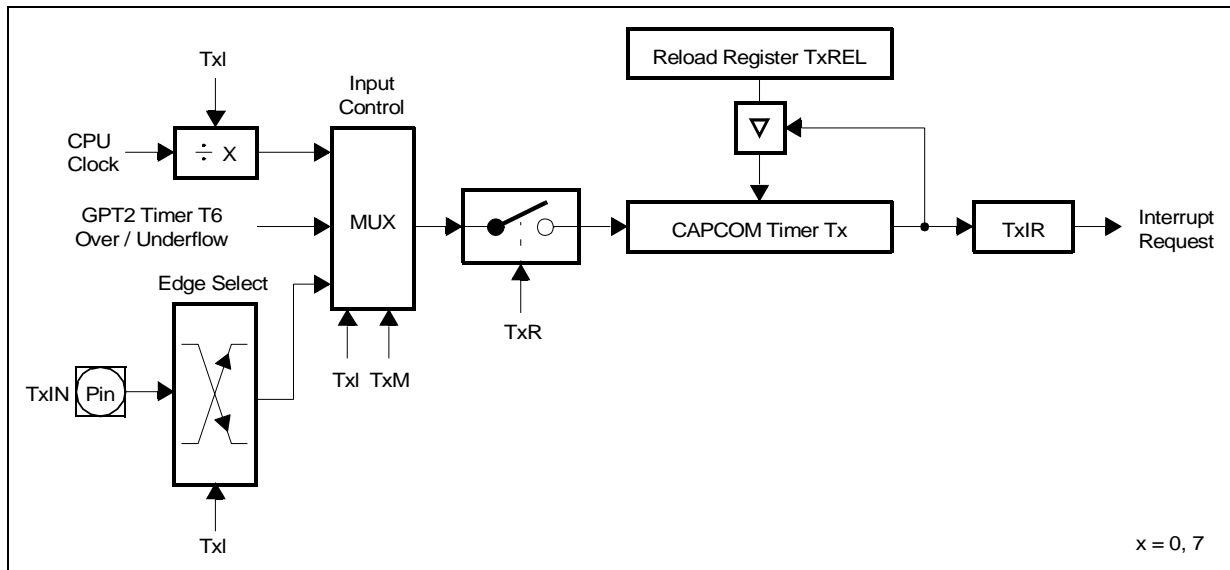 TxI
Reload Register TxREL
Input
Control
CPU
Clock
÷ X
∇
GPT2 Timer T6
Over / Underflow
MUX
CAPCOM Timer Tx
TxIR
Interrupt
Request
Edge Select
TxR
TxI TxM
TxIN
Pin
TxI
x = 0, 7